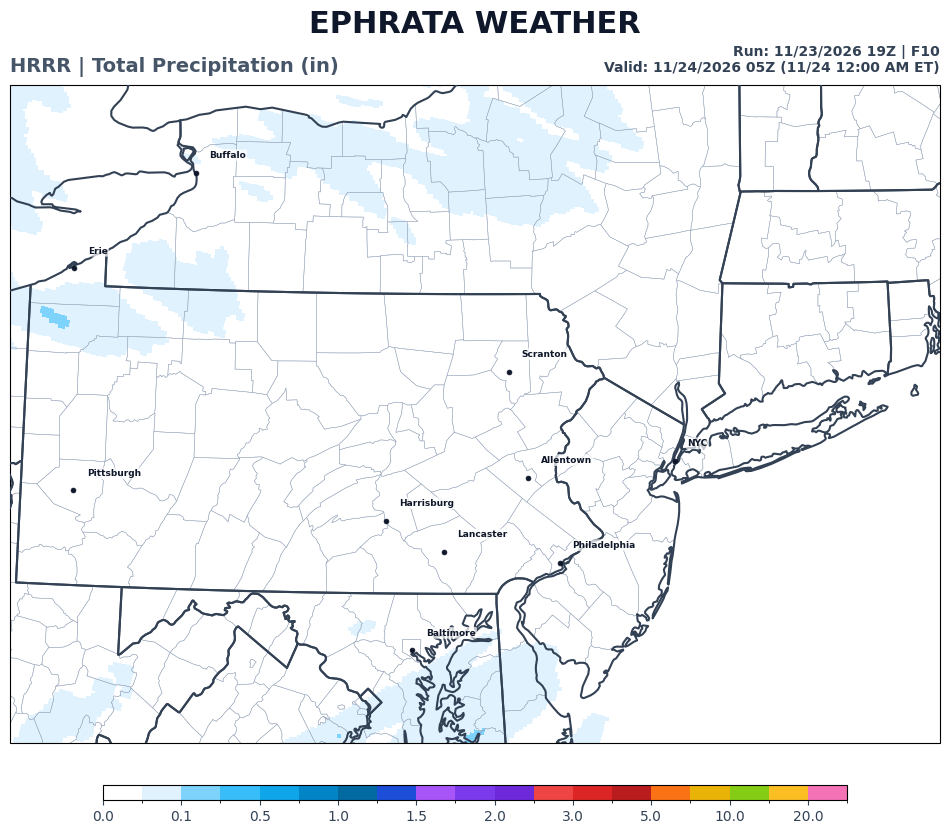 EPHRATA WEATHER
Run: 11/23/2026 19Z | F10
HRRR | Total Precipitation (in)
Valid: 11/24/2026 05Z (11/24 12:00 AM ET)
Buffalo
Erie
Scranton
NYC
Allentown
Pittsburgh
Harrisburg
Lancaster
Philadelphia
Baltimore
0.0 0.1 0.5 1.0 1.5 2.0 3.0 5.0 10.0 20.0